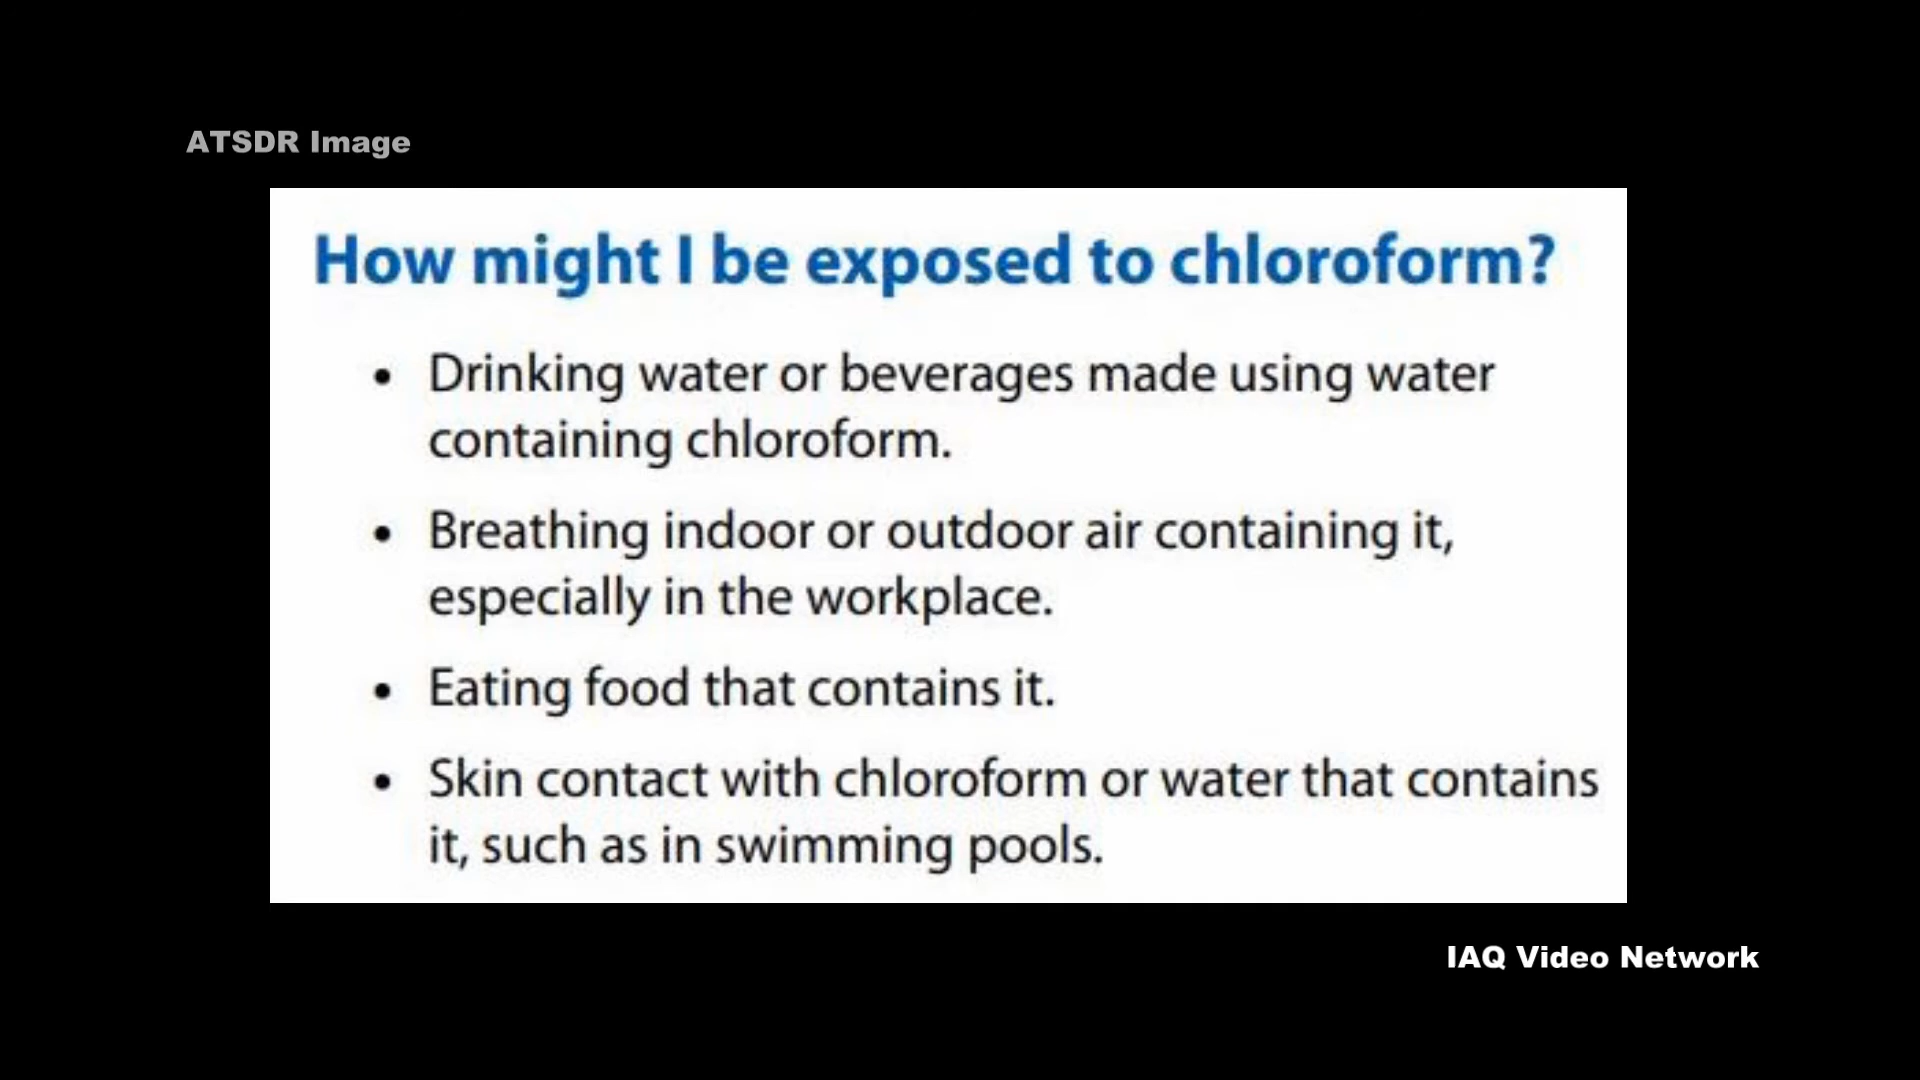 ATSDR Image
How might I be exposed to chloroform?
• Drinking water or beverages made using water
containing chloroform.
• Breathing indoor or outdoor air containing it,
especially in the workplace.
• Eating food that contains it.
• Skin contact with chloroform or water that contains
it, such as in swimming pools.
IAQ Video Network